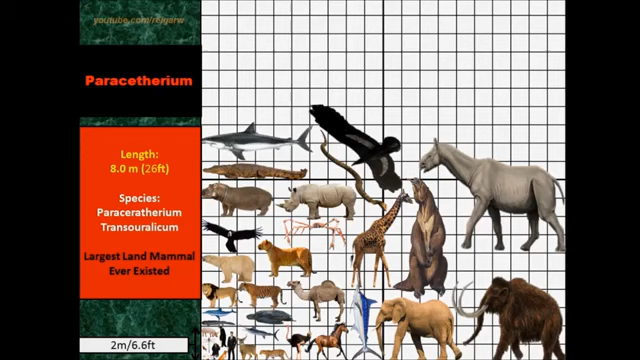 youtube.com/reigarw
Paracetherium
Length:
8.0 m (26ft)
Species:
Paraceratherium
Transouralicum
Largest Land Mammal
Ever Existed
2m/6.6ft